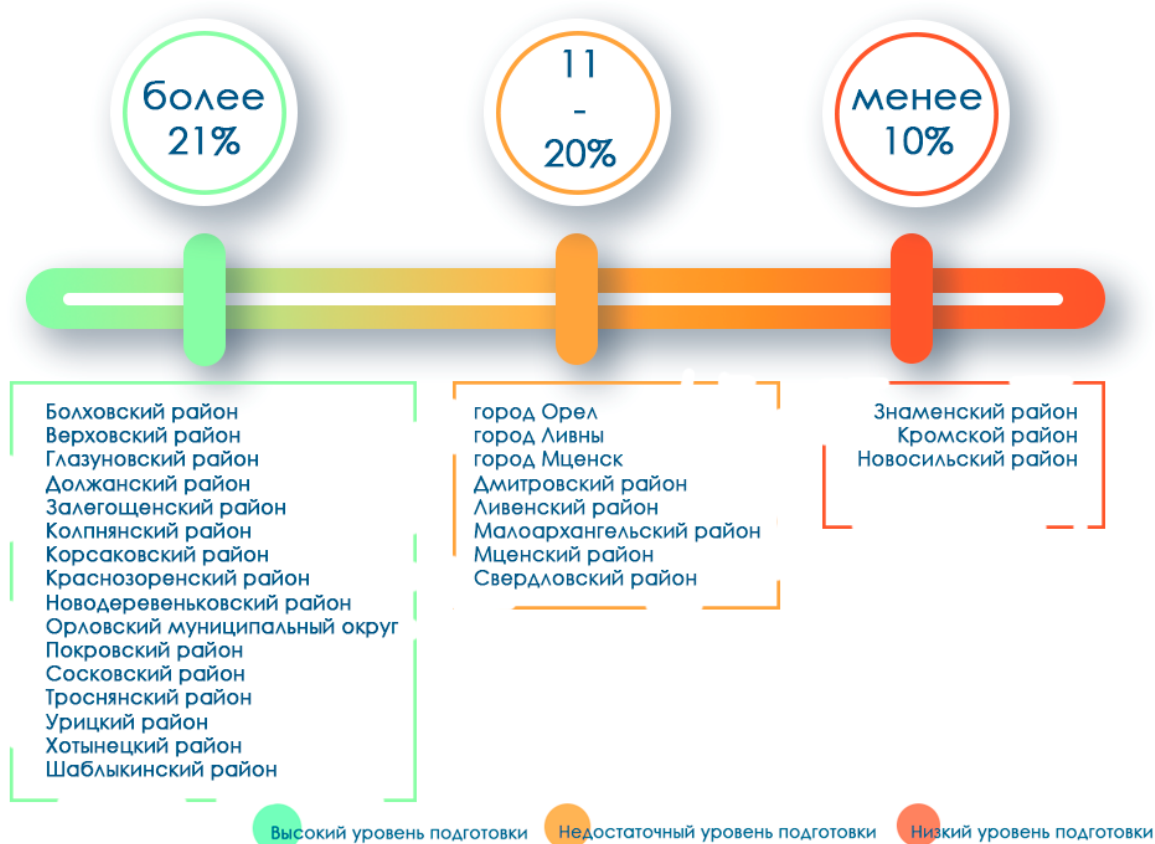 более
21%
11
-
20%
менее
10%
Болховский район
Верховский район
Глазуновский район
Должанский район
Залегощенский район
Колпнянский район
Корсаковский район
Краснозоренский район
Новодеревеньковский район
Орловский муниципальный округ
Покровский район
Сосковский район
Троснянский район
Урицкий район
Хотынецкий район
Шаблыкинский район
город Орел
город Ливны
город Мценск
Дмитровский район
Ливенский район
Малоархангельский район
Мценский район
Свердловский район
Знаменский район
Кромской район
Новосильский район
Высокий уровень подготовки
Недостаточный уровень подготовки
Низкий уровень подготовки